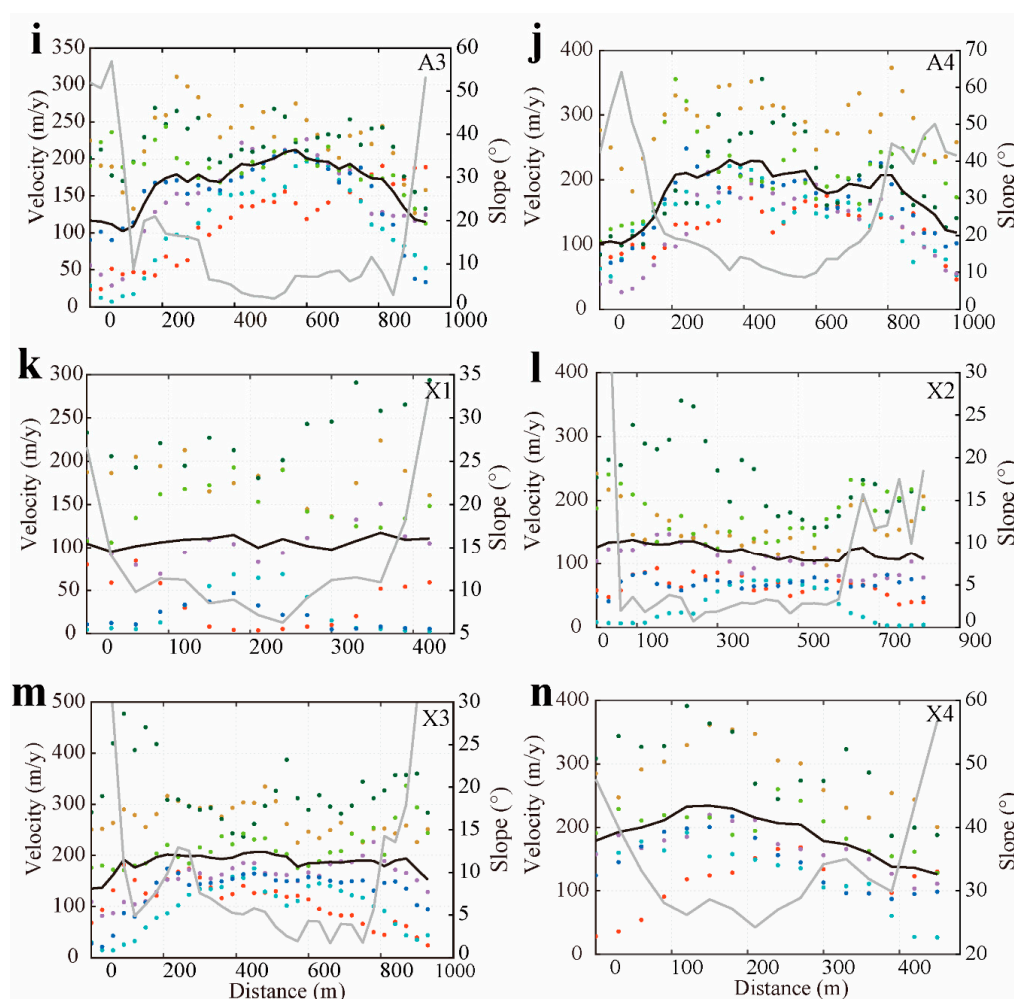 i
A3
Velocity (m/y)
350
300
250
200
150
100
50
0
60
50
40
30
20
10
0
Slope (°)
0 200 400 600 800 1000
j
A4
Velocity (m/y)
400
300
200
100
0
70
60
50
40
30
20
10
0
Slope (°)
0 200 400 600 800 1000
k
X1
Velocity (m/y)
300
250
200
150
100
50
0
35
30
25
20
15
10
5
Slope (°)
0 100 200 300 400
l
X2
Velocity (m/y)
400
300
200
100
0
30
25
20
15
10
5
0
Slope (°)
0 100 300 500 700 900
m
X3
Velocity (m/y)
500
400
300
200
100
0
30
25
20
15
10
5
0
Slope (°)
0 200 400 600 800 1000
Distance (m)
n
X4
Velocity (m/y)
400
300
200
100
0
60
50
40
30
20
Slope (°)
0 100 200 300 400
Distance (m)